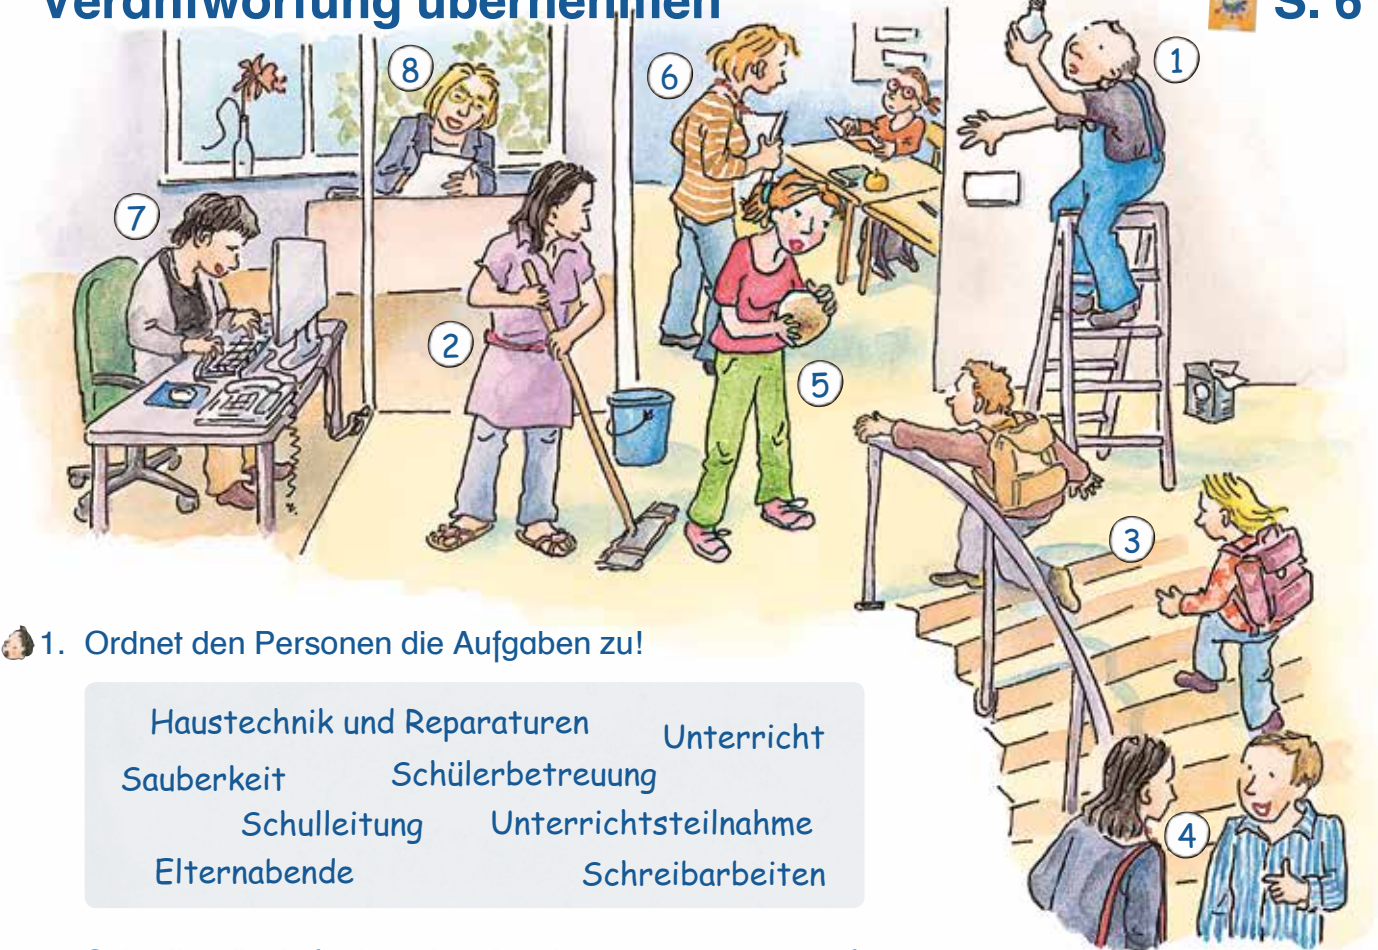 Verantwortung übernehmen
S. 6
8
6
1
7
2
5
3
4
1. Ordnet den Personen die Aufgaben zu!
Haustechnik und Reparaturen
Unterricht
Sauberkeit
Schülerbetreuung
Schulleitung
Unterrichtsteilnahme
Elternabende
Schreibarbeiten